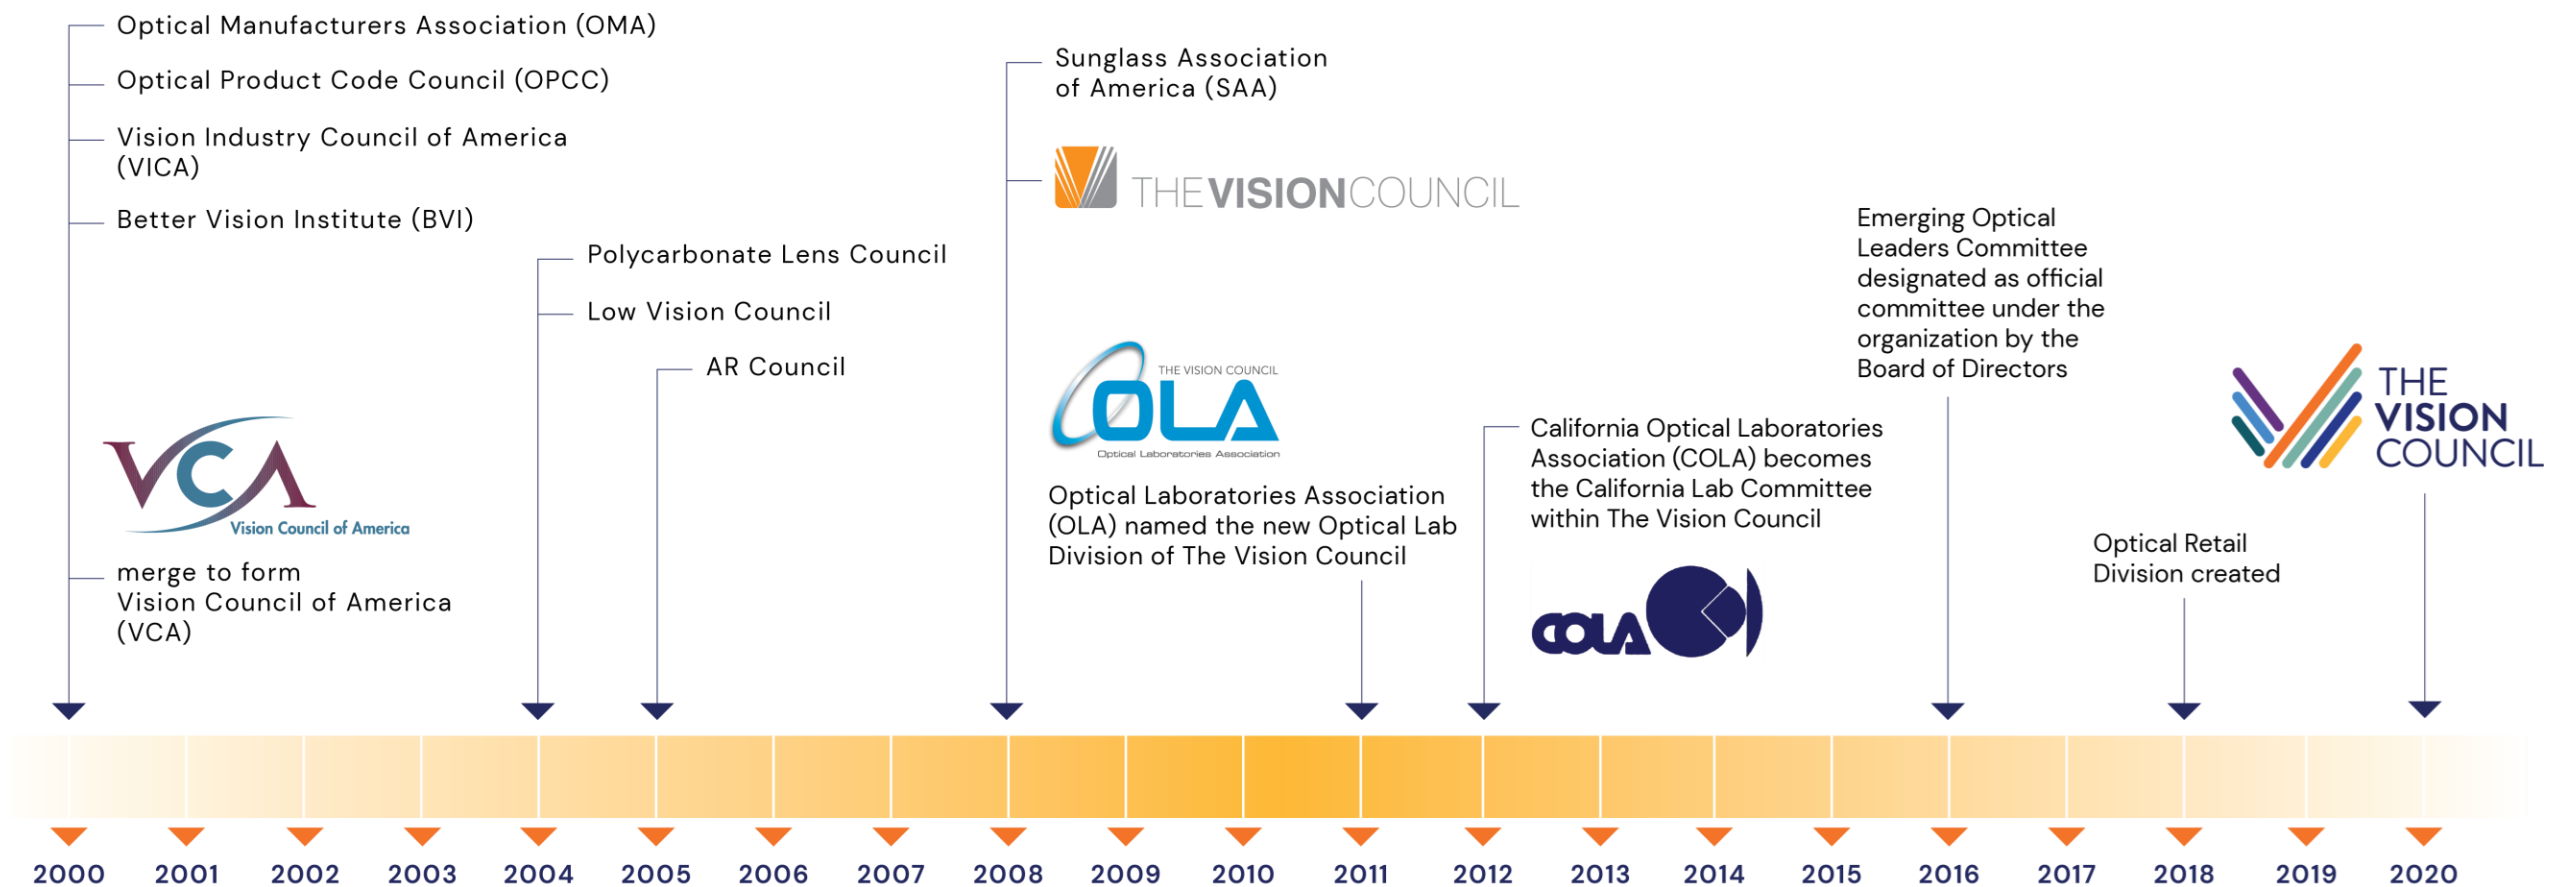 Optical Manufacturers Association (OMA)
Optical Product Code Council (OPCC)
Vision Industry Council of America
(VICA)
Better Vision Institute (BVI)
VCA
Vision Council of America
merge to form
Vision Council of America
(VCA)
Polycarbonate Lens Council
Low Vision Council
AR Council
Sunglass Association
of America (SAA)
THE VISION COUNCIL
THE VISION COUNCIL
OLA
Optical Laboratories Association
Optical Laboratories Association
(OLA) named the new Optical Lab
Division of The Vision Council
California Optical Laboratories
Association (COLA) becomes
the California Lab Committee
within The Vision Council
COLA
Emerging Optical
Leaders Committee
designated as official
committee under the
organization by the
Board of Directors
Optical Retail
Division created
THE
VISION
COUNCIL
2000 2001 2002 2003 2004 2005 2006 2007 2008 2009 2010 2011 2012 2013 2014 2015 2016 2017 2018 2019 2020